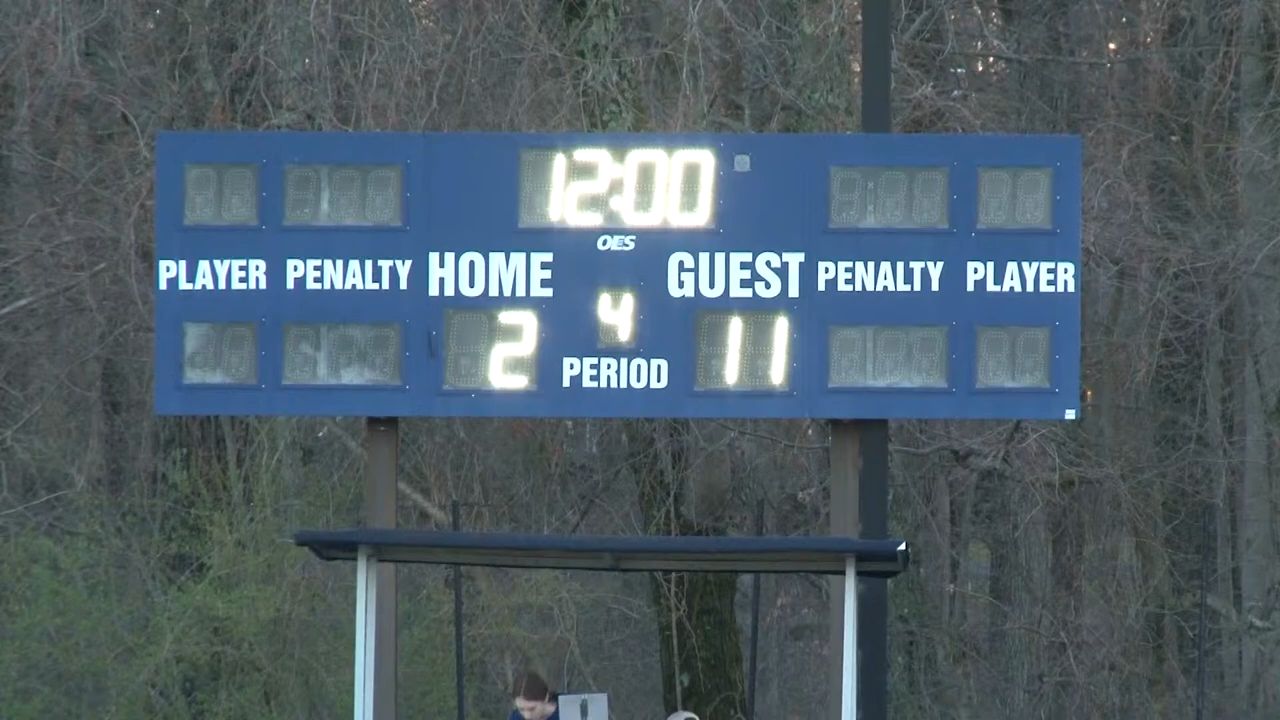 12:00
OES
PLAYER PENALTY HOME GUEST PENALTY PLAYER
4
2 11
PERIOD